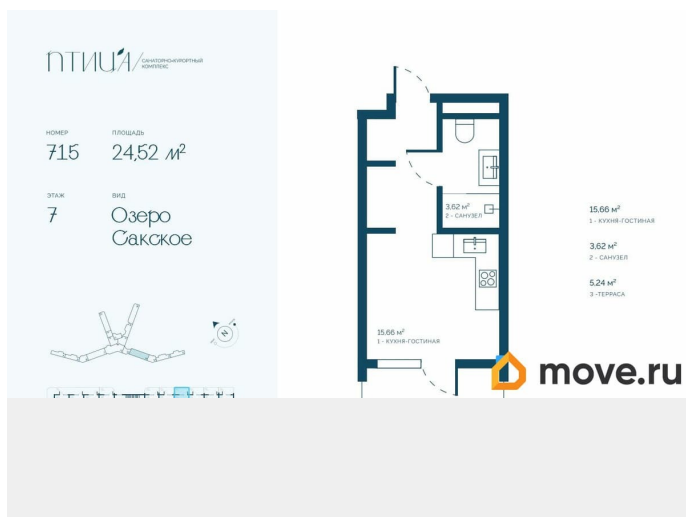 ПТИЦА/ САНАТОРНО-КУРОРТНЫЙ
КОМПЛЕКС
НОМЕР
715
ПЛОЩАДЬ
24,52 м²
ЭТАЖ
7
ВИД
Озеро
Сакское
N
3,62 м²
2 - САНУЗЕЛ
15,66 м²
1 - КУХНЯ-ГОСТИНАЯ
15,66 м²
1 - КУХНЯ-ГОСТИНАЯ
3,62 м²
2 - САНУЗЕЛ
5,24 м²
3 -ТЕРРАСА
move.ru